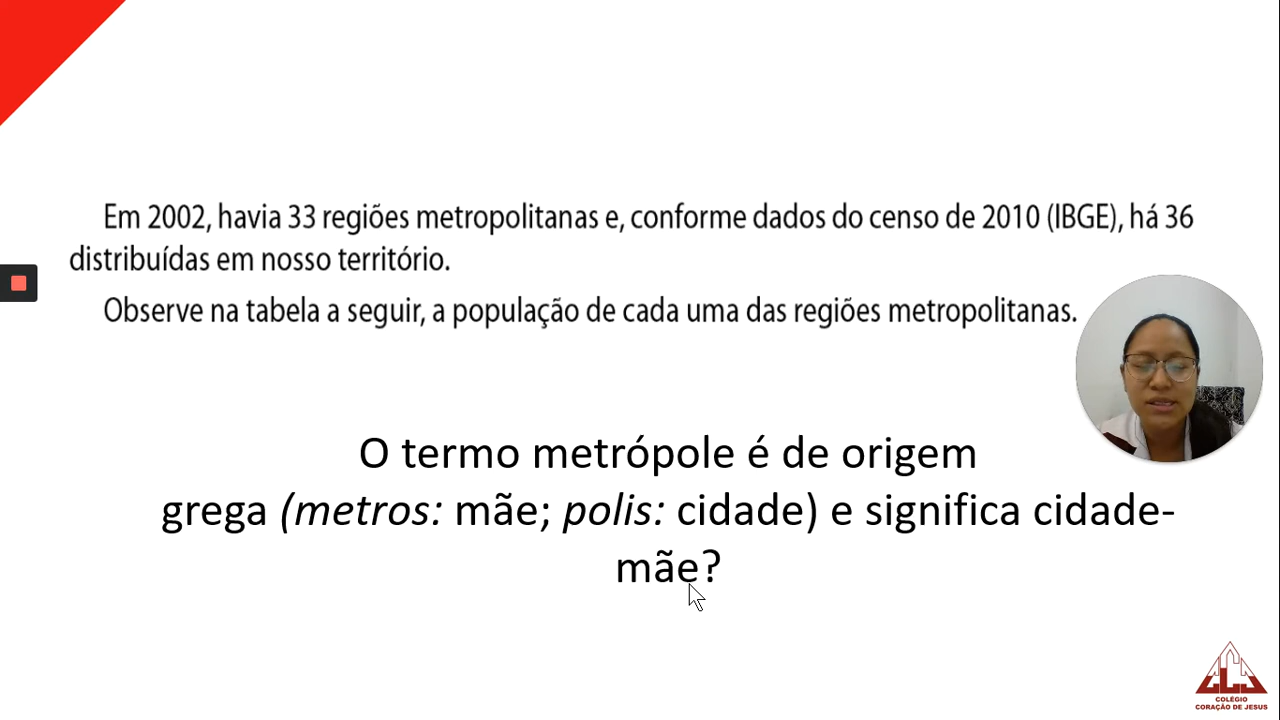 Em 2002, havia 33 regiões metropolitanas e, conforme dados do censo de 2010 (IBGE), há 36
distribuídas em nosso território.
Observe na tabela a seguir, a população de cada uma das regiões metropolitanas.
O termo metrópole é de origem
grega (metros: mãe; polis: cidade) e significa cidade-
mãe?
COLÉGIO
CORAÇÃO DE JESUS